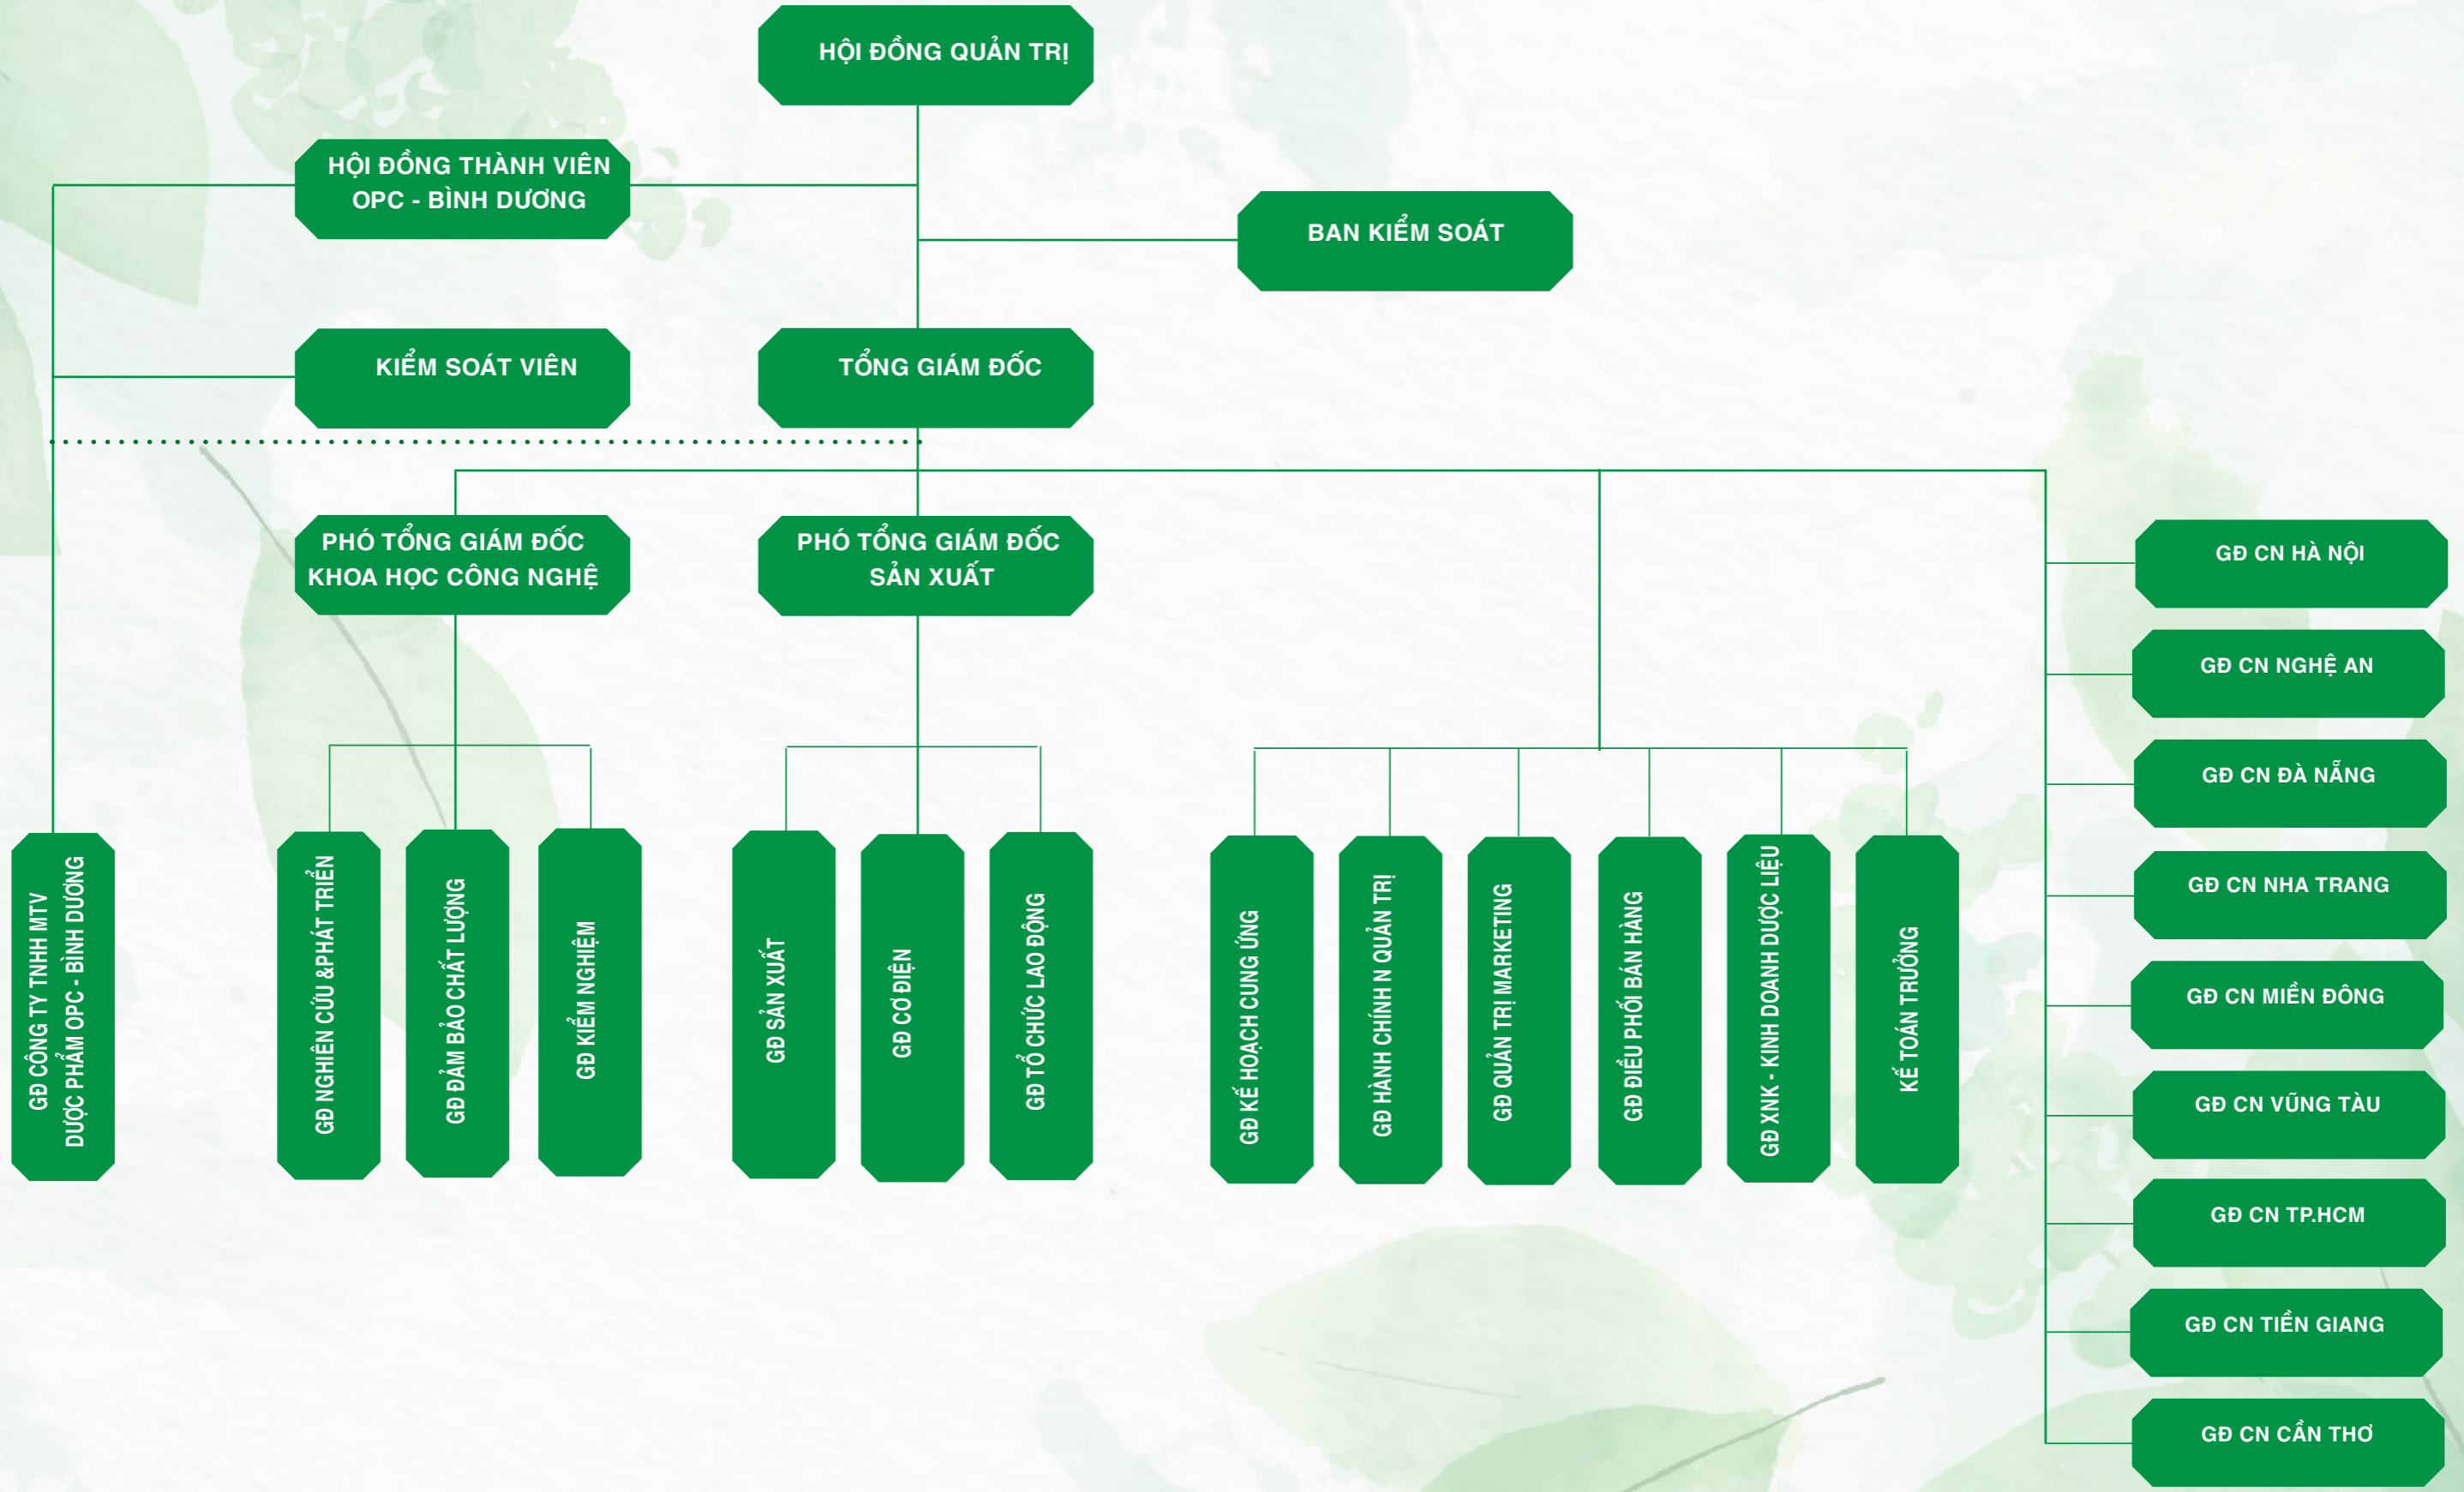 HỘI ĐỒNG QUẢN TRỊ
HỘI ĐỒNG THÀNH VIÊN
OPC - BÌNH DƯƠNG
BAN KIỂM SOÁT
KIỂM SOÁT VIÊN
TỔNG GIÁM ĐỐC
PHÓ TỔNG GIÁM ĐỐC
KHOA HỌC CÔNG NGHỆ
PHÓ TỔNG GIÁM ĐỐC
SẢN XUẤT
GĐ CÔNG TY TNHH MTV
DƯỢC PHẨM OPC - BÌNH DƯƠNG
GĐ NGHIÊN CỨU &PHÁT TRIỂN
GĐ ĐẢM BẢO CHẤT LƯỢNG
GĐ KIỂM NGHIỆM
GĐ SẢN XUẤT
GĐ CƠ ĐIỆN
GĐ TỔ CHỨC LAO ĐỘNG
GĐ KẾ HOẠCH CUNG ỨNG
GĐ HÀNH CHÍNH N QUẢN TRỊ
GĐ QUẢN TRỊ MARKETING
GĐ ĐIỀU PHỐI BÁN HÀNG
GĐ XNK - KINH DOANH DƯỢC LIỆU
KẾ TOÁN TRƯỞNG
GĐ CN HÀ NỘI
GĐ CN NGHỆ AN
GĐ CN ĐÀ NẴNG
GĐ CN NHA TRANG
GĐ CN MIỀN ĐÔNG
GĐ CN VŨNG TÀU
GĐ CN TP.HCM
GĐ CN TIỀN GIANG
GĐ CN CẦN THƠ